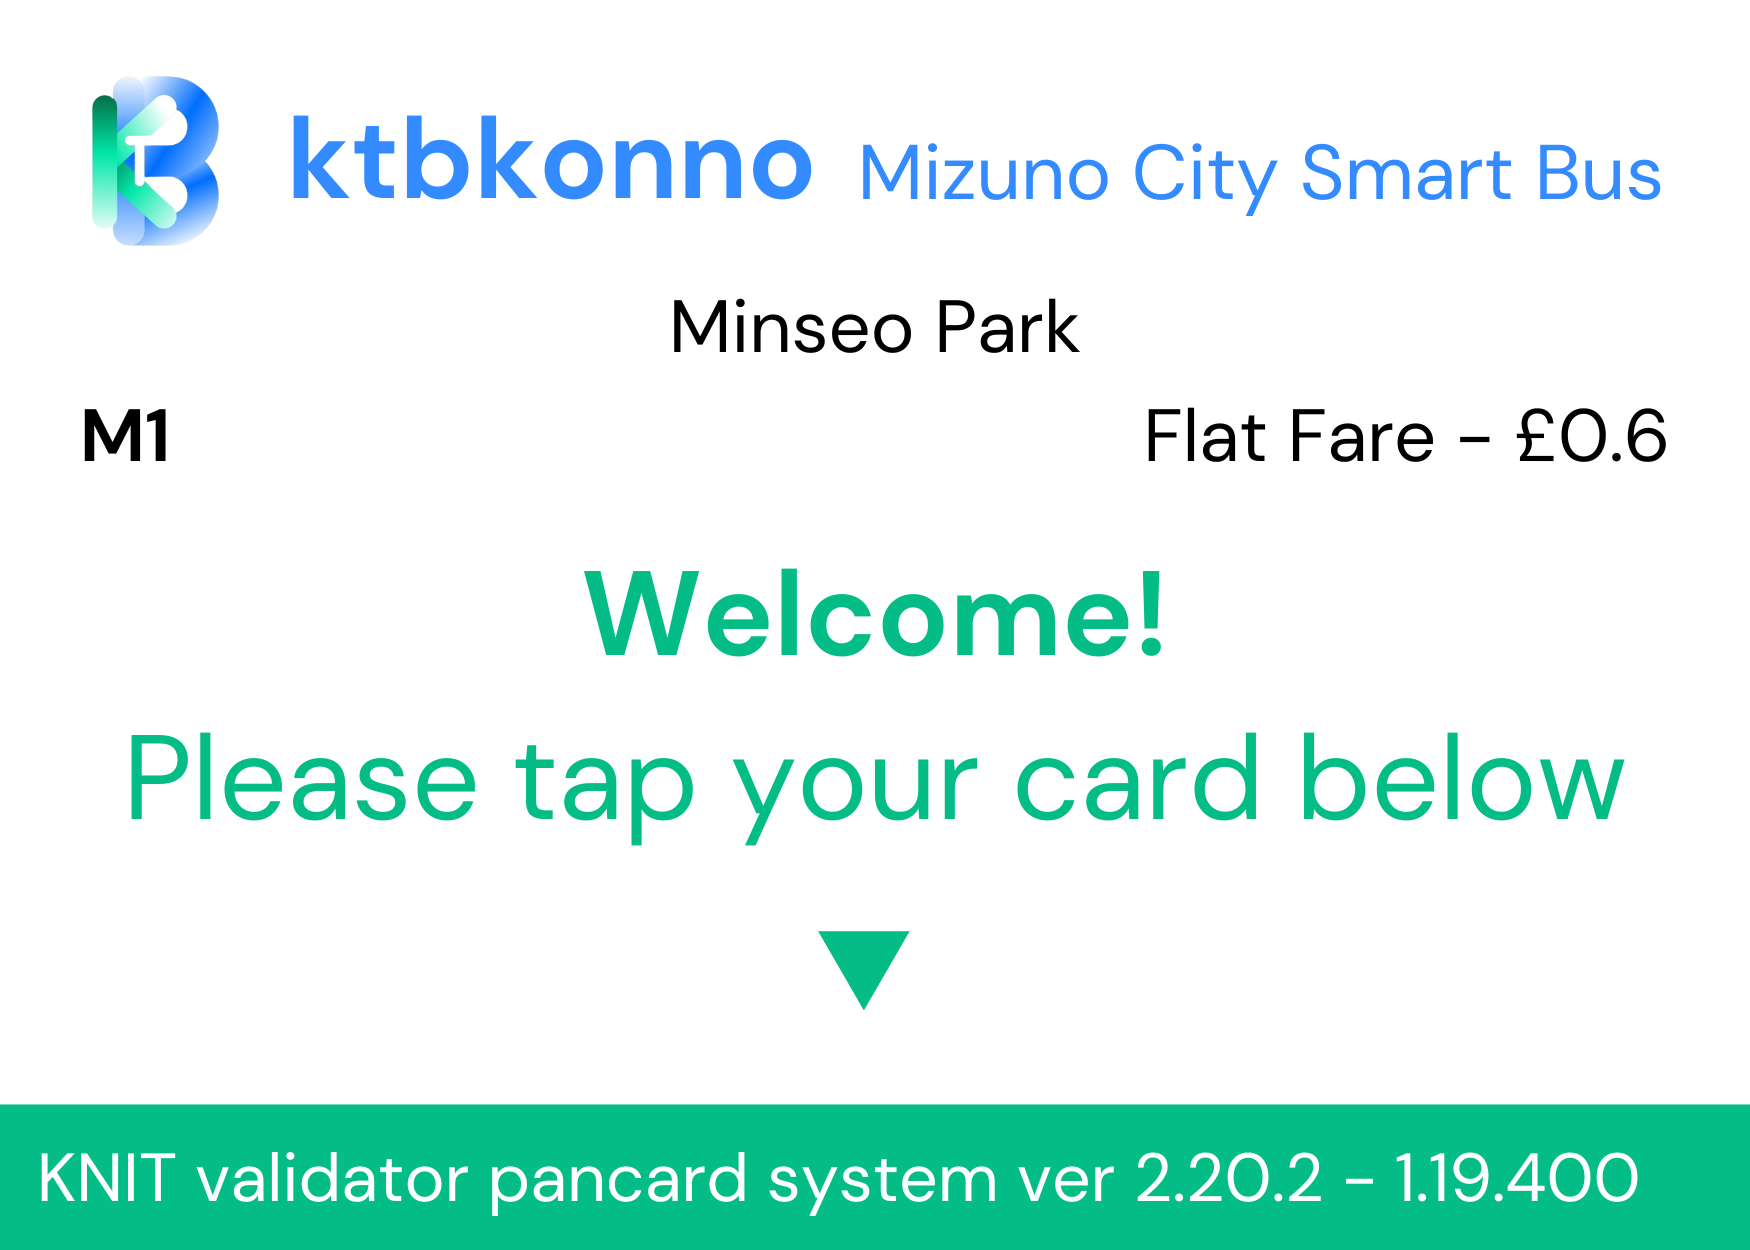 ktbkonno Mizuno City Smart Bus
Minseo Park
M1 Flat Fare - £0.6
Welcome!
Please tap your card below
KNIT validator pancard system ver 2.20.2 - 1.19.400